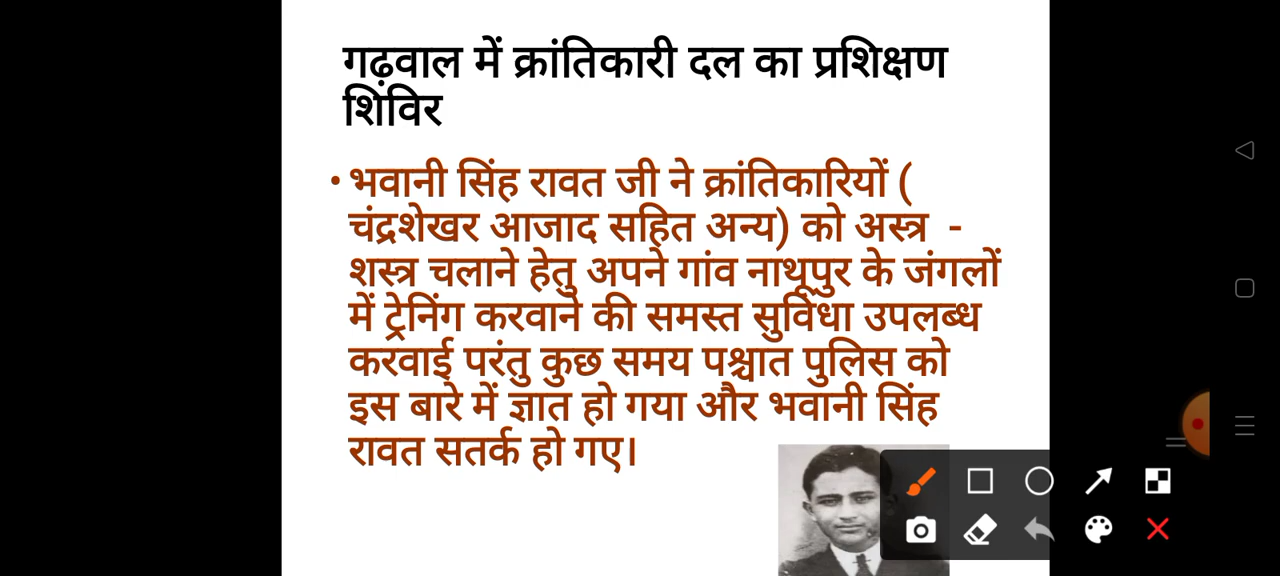 गढ़वाल में क्रांतिकारी दल का प्रशिक्षण
शिविर
• भवानी सिंह रावत जी ने क्रांतिकारियों (
चंद्रशेखर आजाद सहित अन्य) को अस्त्र -
शस्त्र चलाने हेतु अपने गांव नाथूपुर के जंगलों
में ट्रेनिंग करवाने की समस्त सुविधा उपलब्ध
करवाई परंतु कुछ समय पश्चात पुलिस को
इस बारे में ज्ञात हो गया और भवानी सिंह
रावत सतर्क हो गए।